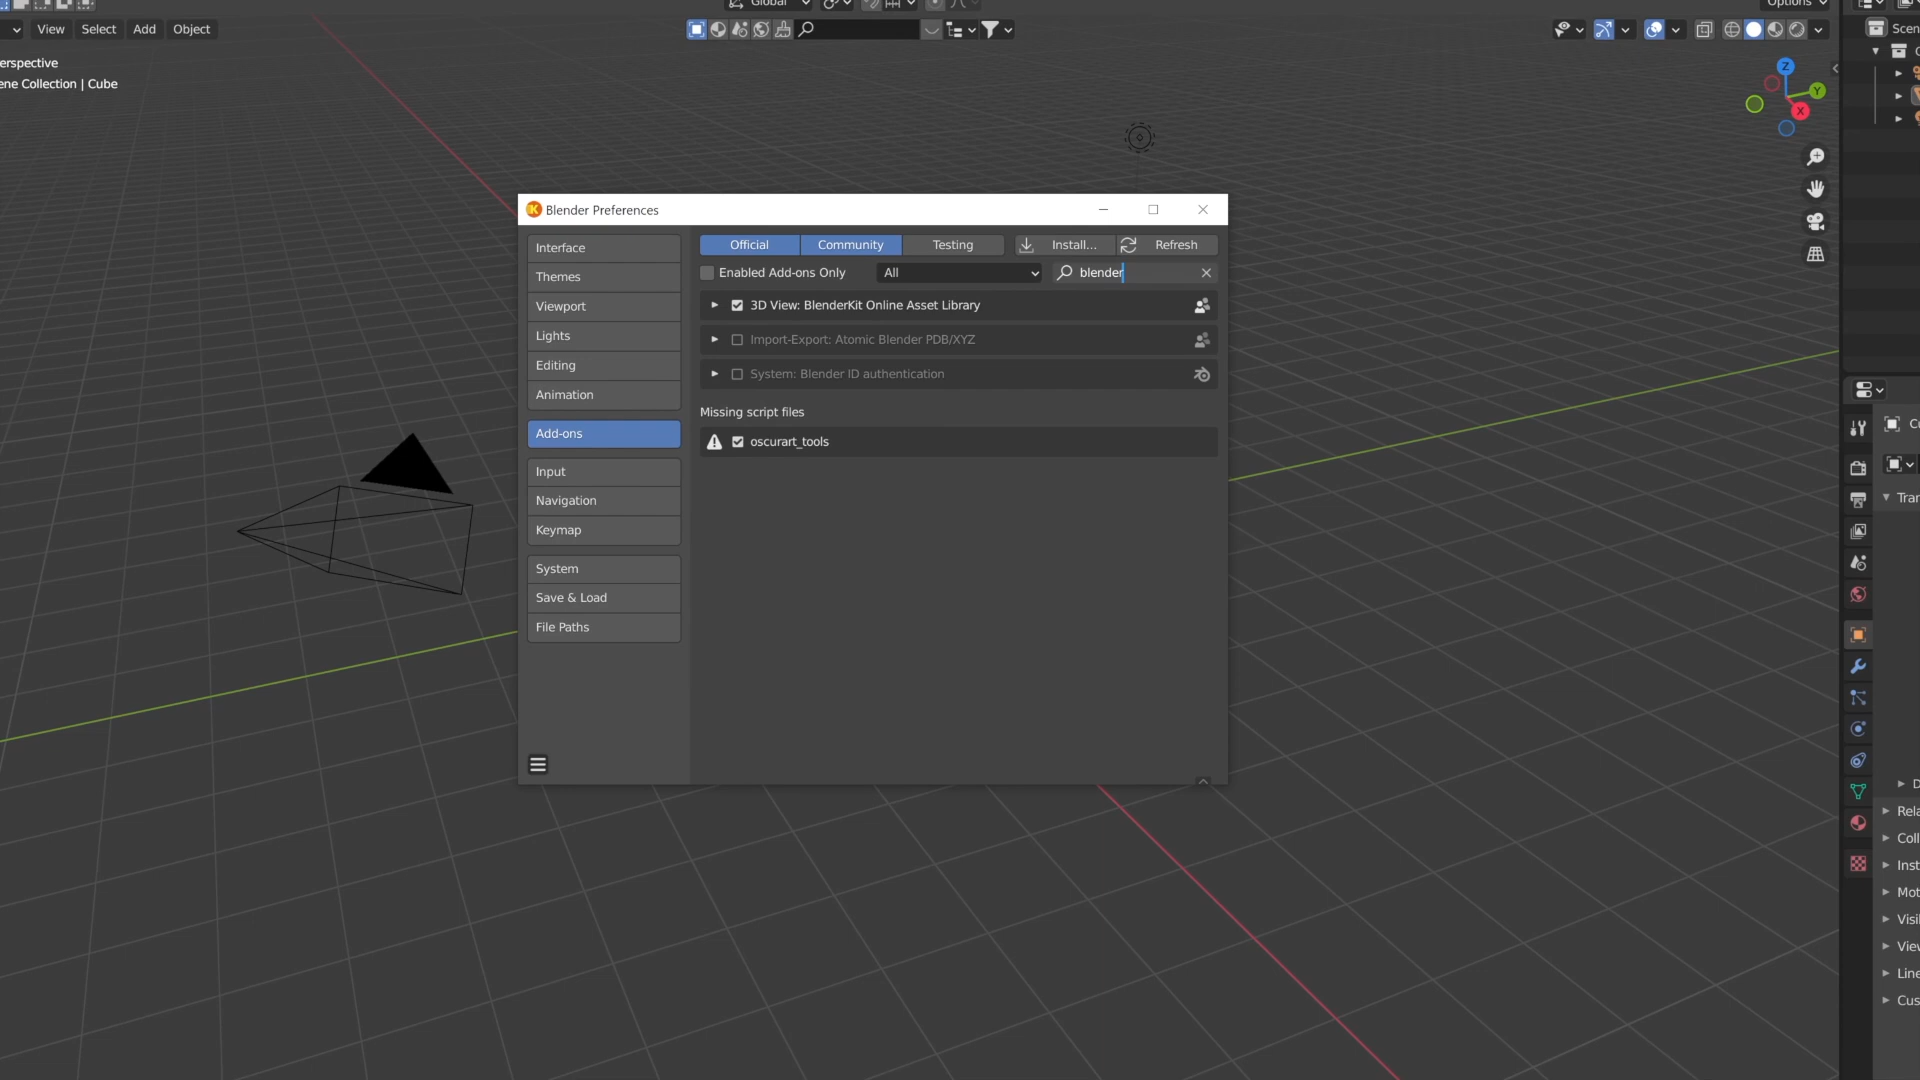 Global
Options
View
Select
Add
Object
erspective
ene Collection | Cube
Scen
Z
Y
X
Blender Preferences
Interface
Themes
Viewport
Lights
Editing
Animation
Add-ons
Input
Navigation
Keymap
System
Save & Load
File Paths
Official
Community
Testing
Install...
Refresh
Enabled Add-ons Only
All
blender
3D View: BlenderKit Online Asset Library
Import-Export: Atomic Blender PDB/XYZ
System: Blender ID authentication
Missing script files
oscurart_tools
Cu
Tran
D
Rela
Coll
Inst
Mot
Visi
View
Line
Cus